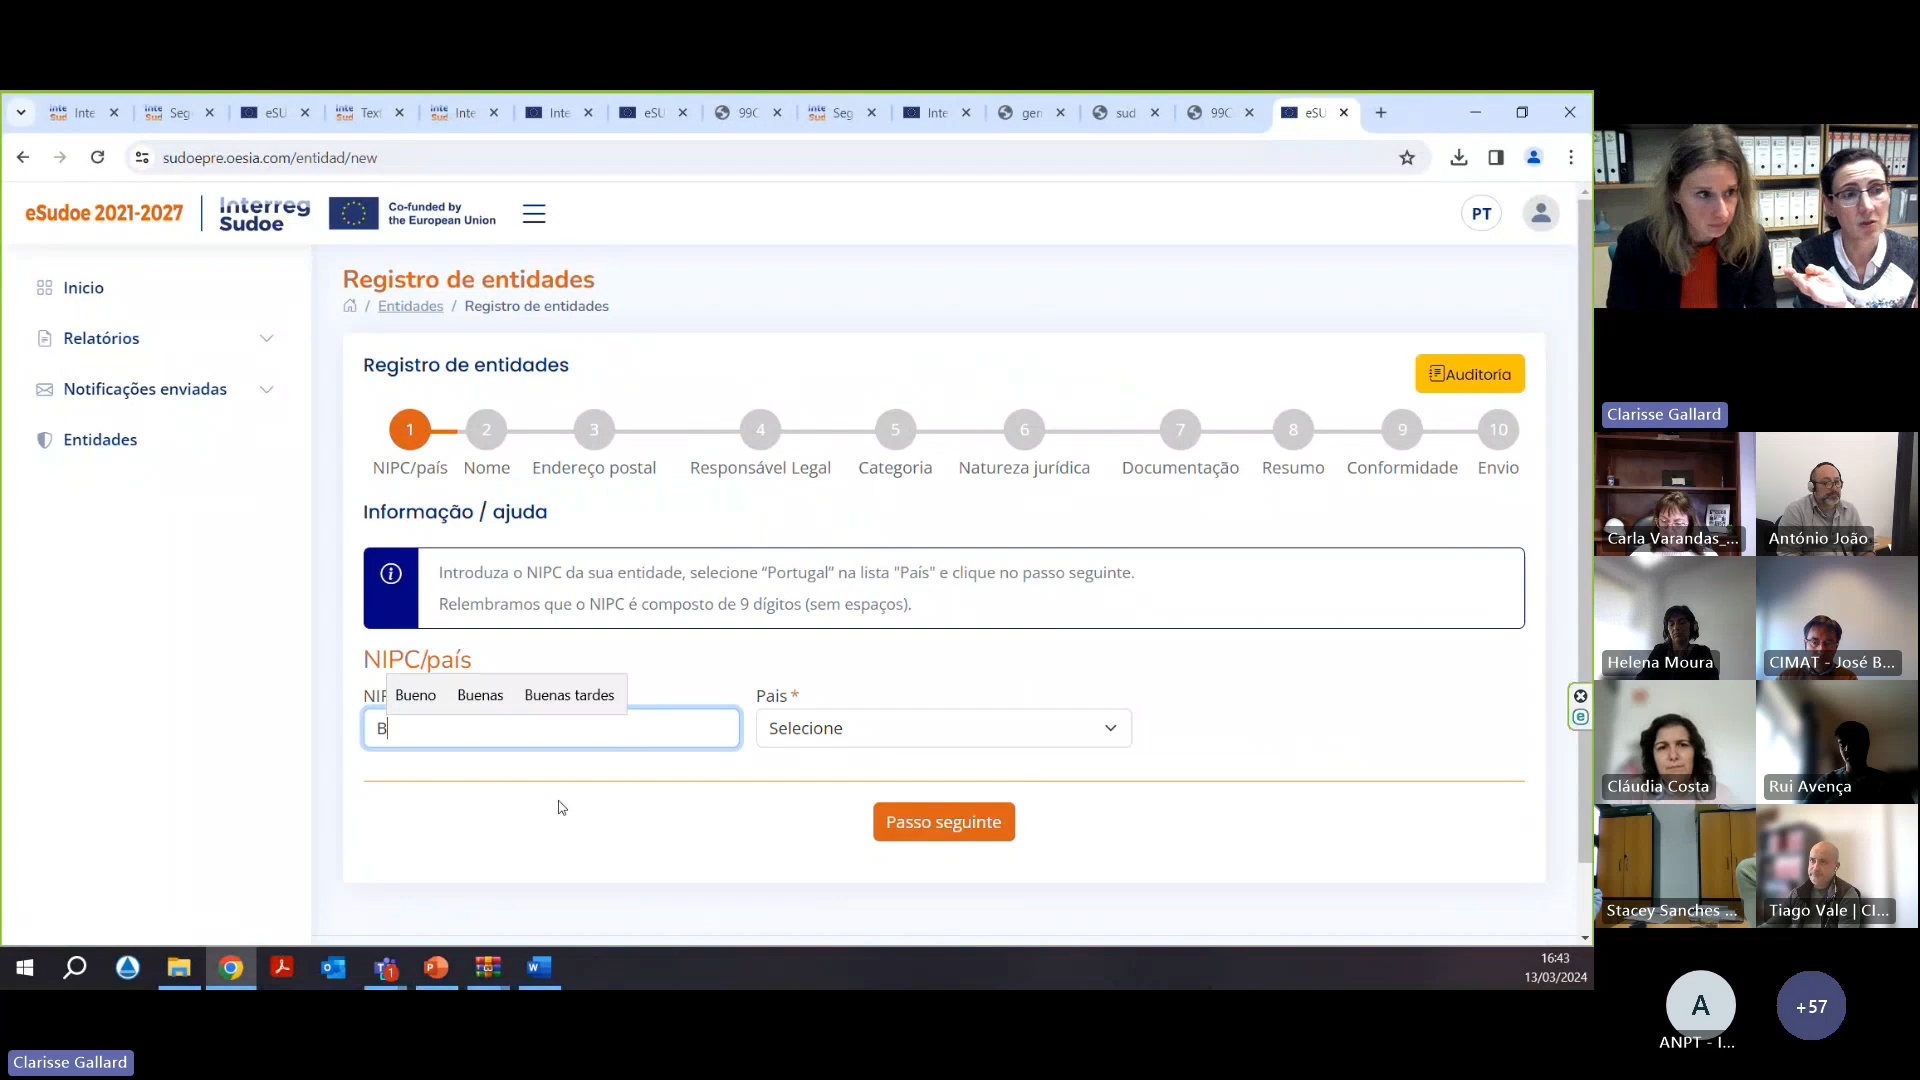 Inte
Seg
eSU
Text
Inte
Inte
eSU
99C
Seg
Inte
gen
sud
99C
eSU
sudoepre.oesia.com/entidad/new
eSudoe 2021-2027
Interreg
Sudoe
Co-funded by
the European Union
PT
Inicio
Relatórios
Notificações enviadas
Entidades
Registro de entidades
/ Entidades / Registro de entidades
Registro de entidades
Auditoria
1 2 3 4 5 6 7 8 9 10
NIPC/país Nome Endereço postal Responsável Legal Categoria Natureza jurídica Documentação Resumo Conformidade Envio
Informação / ajuda
Introduza o NIPC da sua entidade, selecione “Portugal” na lista "País" e clique no passo seguinte.
Relembramos que o NIPC é composto de 9 dígitos (sem espaços).
NIPC/país
Bueno Buenas Buenas tardes
Pais *
B
Selecione
Passo seguinte
16:43
13/03/2024
Clarisse Gallard
Carla Varandas_...
António João
Helena Moura
CIMAT - José B...
Cláudia Costa
Rui Avença
Stacey Sanches ...
Tiago Vale | CI...
A
+57
ANPT - I...
Clarisse Gallard